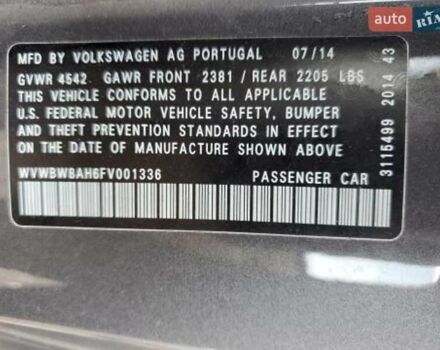 auto RIA
MFD BY VOLKSWAGEN AG PORTUGAL 07/14
GVWR 4542 GAWR FRONT 2381 / REAR 2205 LBS
THIS VEHICLE CONFORMS TO ALL APPLICABLE
U.S. FEDERAL MOTOR VEHICLE SAFETY, BUMPER
AND THEFT PREVENTION STANDARDS IN EFFECT
ON THE DATE OF MANUFACTURE SHOWN ABOVE
WVWBW8AH6FV001336 PASSENGER CAR
3115499 2014 43